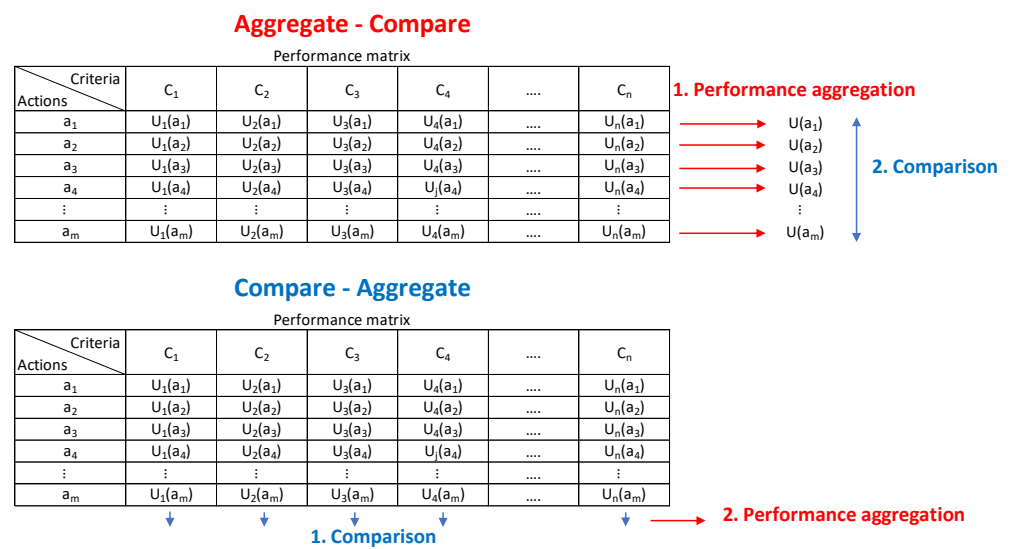 Aggregate - Compare
Performance matrix
Criteria
Actions
C₁ C₂ C₃ C₄ .... Cₙ
1. Performance aggregation
a₁ U₁(a₁) U₂(a₁) U₃(a₁) U₄(a₁) .... Uₙ(a₁) U(a₁)
a₂ U₁(a₂) U₂(a₂) U₃(a₂) U₄(a₂) .... Uₙ(a₂) U(a₂)
a₃ U₁(a₃) U₂(a₃) U₃(a₃) U₄(a₃) .... Uₙ(a₃) U(a₃)
2. Comparison
a₄ U₁(a₄) U₂(a₄) U₃(a₄) Uⱼ(a₄) .... Uₙ(a₄) U(a₄)
⋮ ⋮ ⋮ ⋮ ⋮ .... ⋮ ⋮
aₘ U₁(aₘ) U₂(aₘ) U₃(aₘ) U₄(aₘ) .... Uₙ(aₘ) U(aₘ)
Compare - Aggregate
Performance matrix
Criteria
Actions
C₁ C₂ C₃ C₄ .... Cₙ
a₁ U₁(a₁) U₂(a₁) U₃(a₁) U₄(a₁) .... Uₙ(a₁)
a₂ U₁(a₂) U₂(a₂) U₃(a₂) U₄(a₂) .... Uₙ(a₂)
a₃ U₁(a₃) U₂(a₃) U₃(a₃) U₄(a₃) .... Uₙ(a₃)
a₄ U₁(a₄) U₂(a₄) U₃(a₄) Uⱼ(a₄) .... Uₙ(a₄)
⋮ ⋮ ⋮ ⋮ ⋮ .... ⋮
aₘ U₁(aₘ) U₂(aₘ) U₃(aₘ) U₄(aₘ) .... Uₙ(aₘ)
2. Performance aggregation
1. Comparison